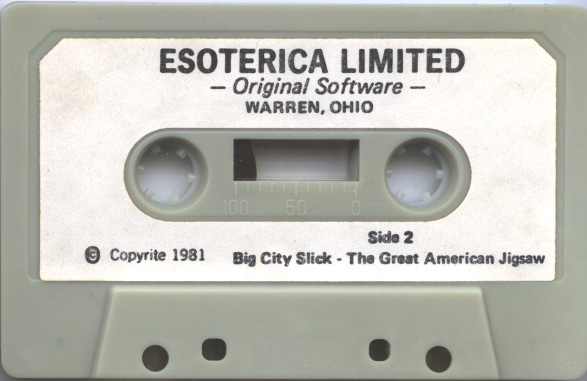 ESOTERICA LIMITED
— Original Software —
WARREN, OHIO
100 50 0
Side 2
© Copyrite 1981 Big City Slick - The Great American Jigsaw